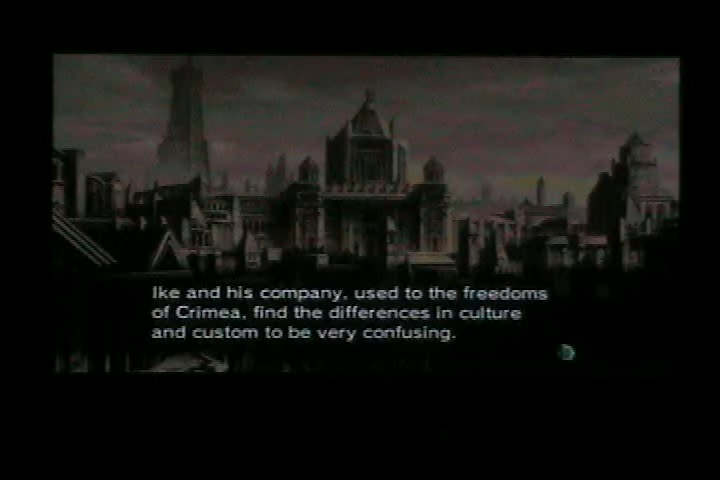 Ike and his company, used to the freedoms
of Crimea, find the differences in culture
and custom to be very confusing.